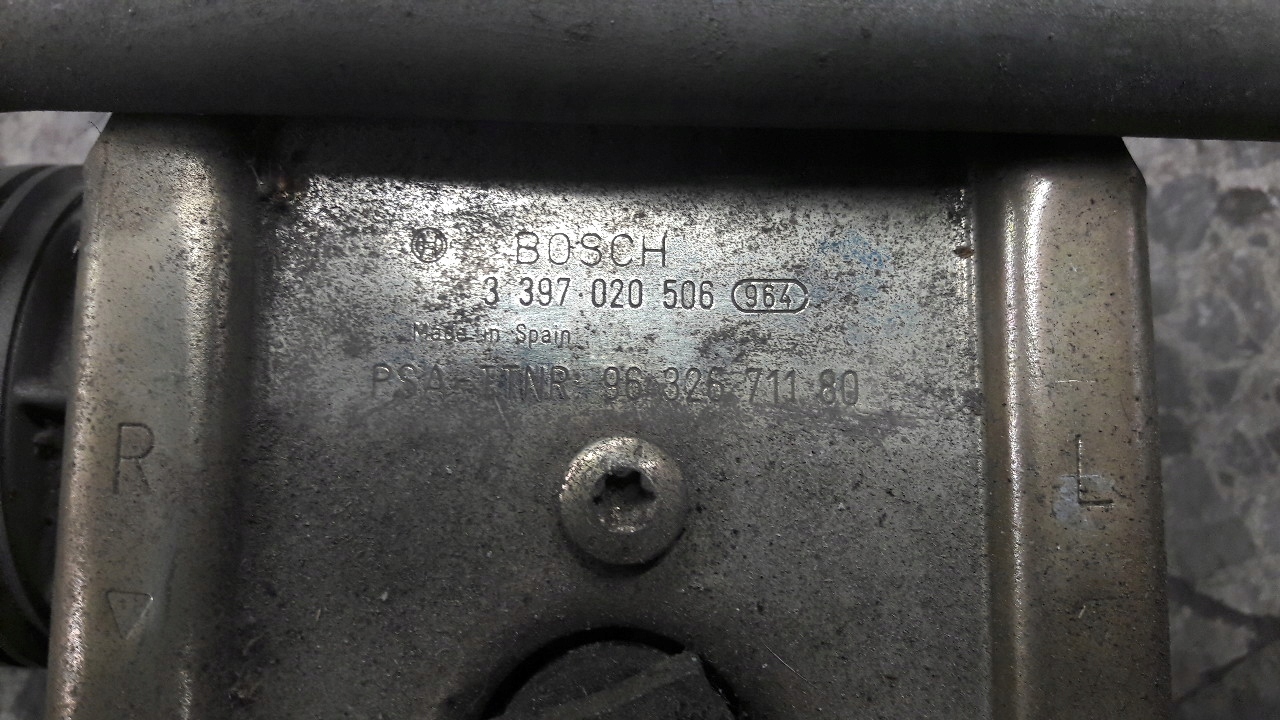 BOSCH
3 397 020 506 964
Made in Spain
PSA-TTNR: 96 326 711 80
R
L